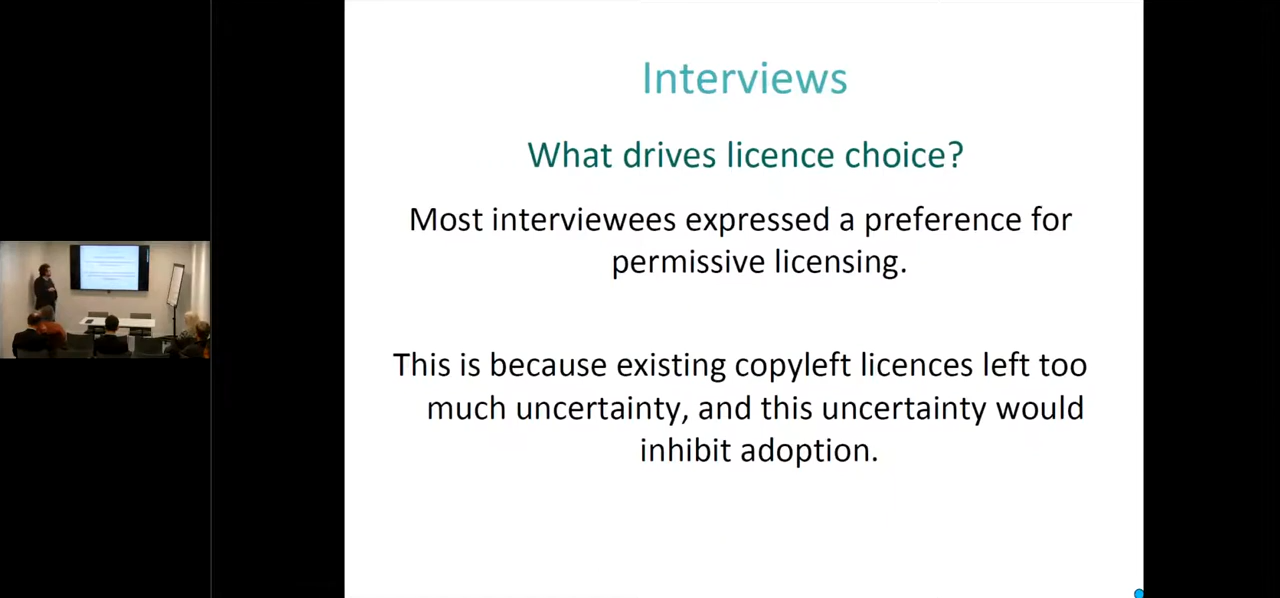 Interviews
What drives licence choice?
Most interviewees expressed a preference for
permissive licensing.
This is because existing copyleft licences left too
much uncertainty, and this uncertainty would
inhibit adoption.